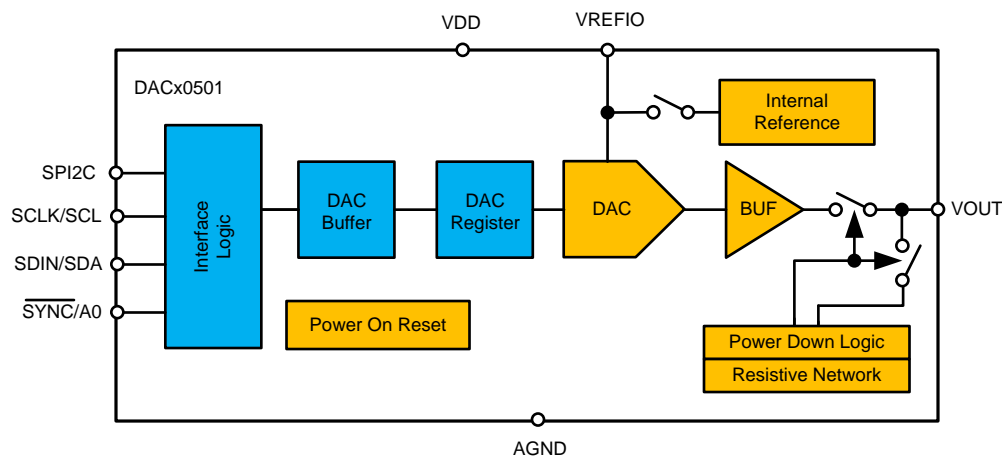 VDD
VREFIO
DACx0501
Internal
Reference
SPI2C
SCLK/SCL
SDIN/SDA
SYNC/A0
Interface
Logic
DAC
Buffer
DAC
Register
DAC
BUF
VOUT
Power On Reset
Power Down Logic
Resistive Network
AGND